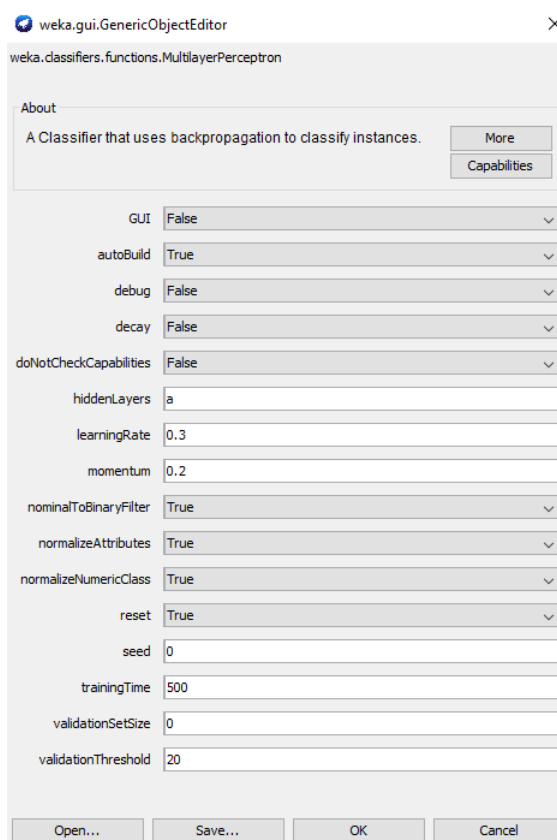 weka.gui.GenericObjectEditor
weka.classifiers.functions.MultilayerPerceptron
About
A Classifier that uses backpropagation to classify instances. More
Capabilities
GUI False
autoBuild True
debug False
decay False
doNotCheckCapabilities False
hiddenLayers a
learningRate 0.3
momentum 0.2
nominalToBinaryFilter True
normalizeAttributes True
normalizeNumericClass True
reset True
seed 0
trainingTime 500
validationSetSize 0
validationThreshold 20
Open... Save... OK Cancel